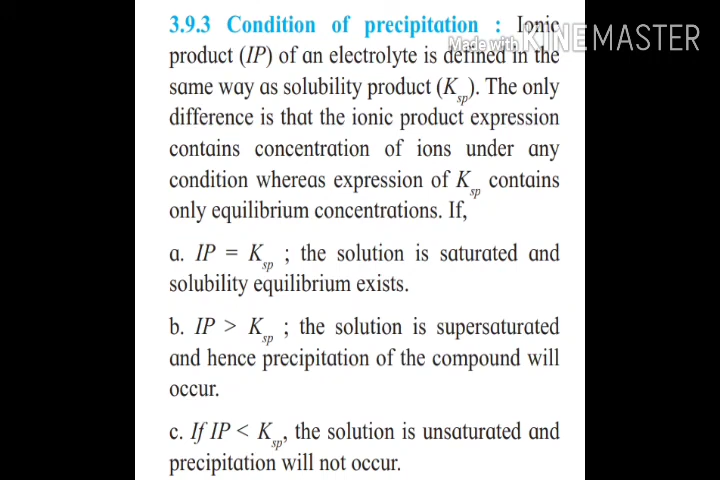 3.9.3 Condition of precipitation : Ionic
Made with KINEMASTER
product (IP) of an electrolyte is defined in the
same way as solubility product (Ksp). The only
difference is that the ionic product expression
contains concentration of ions under any
condition whereas expression of Ksp contains
only equilibrium concentrations. If,
a. IP = Ksp ; the solution is saturated and
solubility equilibrium exists.
b. IP > Ksp ; the solution is supersaturated
and hence precipitation of the compound will
occur.
c. If IP < Ksp, the solution is unsaturated and
precipitation will not occur.